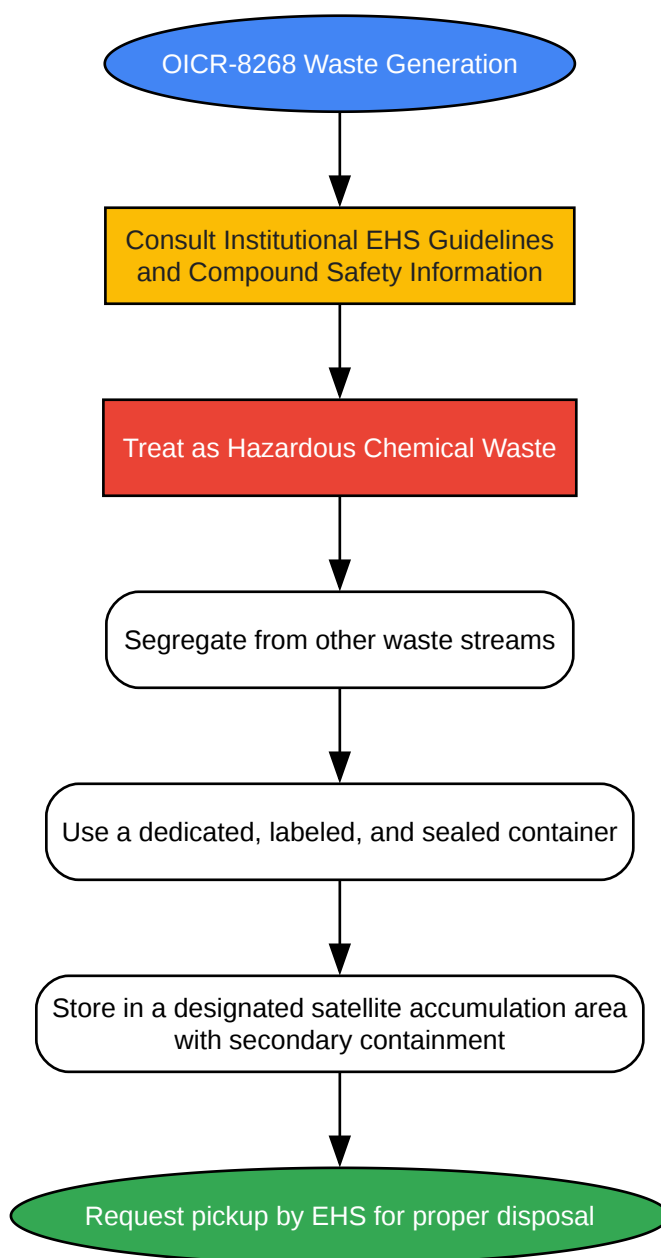 OICR-8268 Waste Generation
Consult Institutional EHS Guidelines
and Compound Safety Information
Treat as Hazardous Chemical Waste
Segregate from other waste streams
Use a dedicated, labeled, and sealed container
Store in a designated satellite accumulation area
with secondary containment
Request pickup by EHS for proper disposal